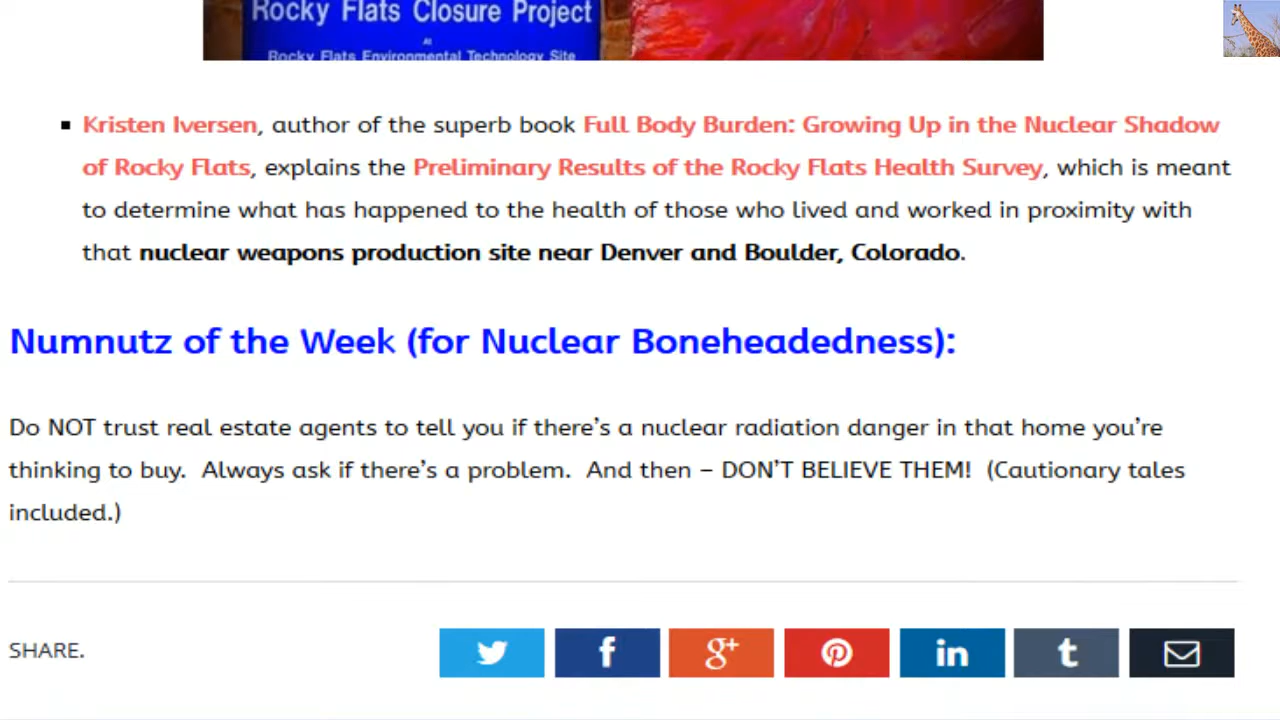 Rocky Flats Closure Project
At
Rocky Flats Environmental Technology Site
Kristen Iversen, author of the superb book Full Body Burden: Growing Up in the Nuclear Shadow
of Rocky Flats, explains the Preliminary Results of the Rocky Flats Health Survey, which is meant
to determine what has happened to the health of those who lived and worked in proximity with
that nuclear weapons production site near Denver and Boulder, Colorado.
Numnutz of the Week (for Nuclear Boneheadedness):
Do NOT trust real estate agents to tell you if there’s a nuclear radiation danger in that home you’re
thinking to buy.  Always ask if there’s a problem.  And then – DON’T BELIEVE THEM!  (Cautionary tales
included.)
SHARE.